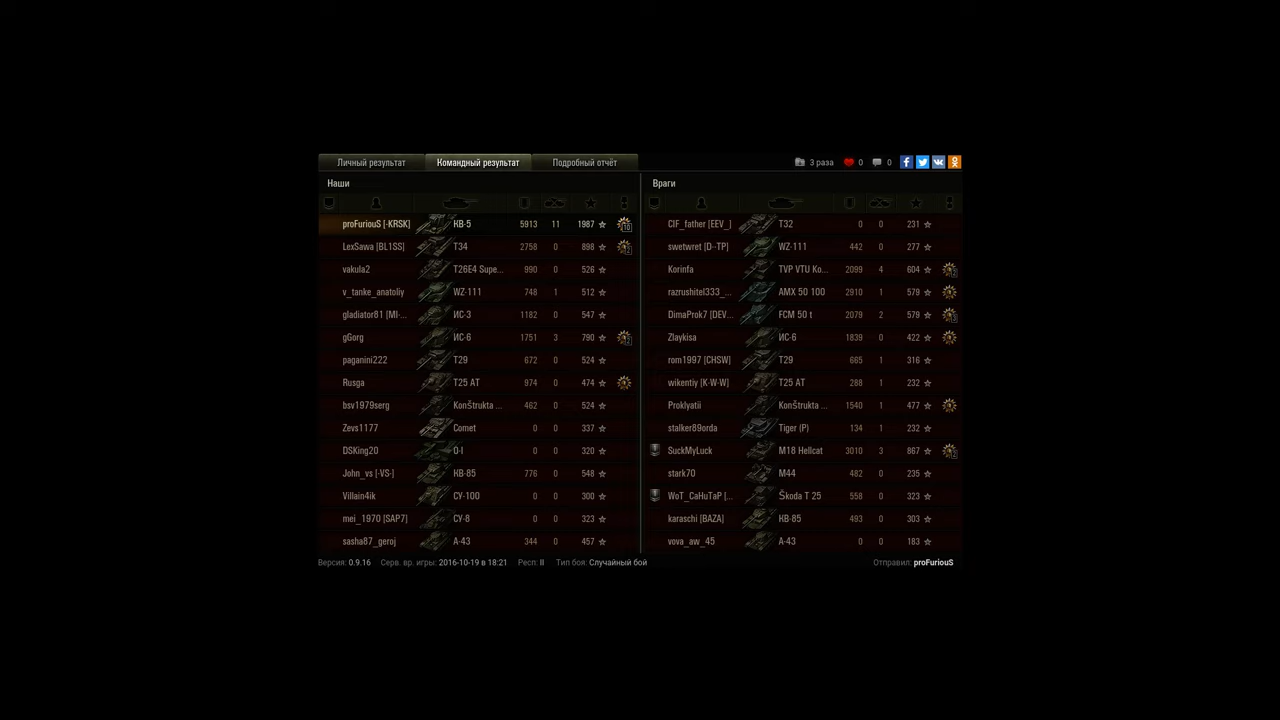 Личный результат Командный результат Подробный отчёт 3 раза 0 0
Наши Враги
proFuriouS [-KRSK] КВ-5 5913 11 1987 10 CIF_father [EEV_] T32 0 0 231
LexSawa [BL1SS] T34 2758 0 898 swetwret [D--TP] WZ-111 442 0 277
vakula2 T26E4 Supe... 990 0 526 Korinfa TVP VTU Ko... 2099 4 604
v_tanke_anatoliy WZ-111 748 1 512 razrushitel333_... AMX 50 100 2910 1 579
gladiator81 [MI-... ИС-3 1182 0 547 DimaProk7 [DEV... FCM 50 t 2079 2 579
gGorg ИС-6 1751 3 790 Zlaykisa ИС-6 1839 0 422
paganini222 T29 672 0 524 rom1997 [CHSW] T29 665 1 316
Rusga T25 AT 974 0 474 wikentiy [K-W-W] T25 AT 288 1 232
bsv1979serg Konštrukta ... 462 0 524 Proklyatii Konštrukta ... 1540 1 477
Zevs1177 Comet 0 0 337 stalker89orda Tiger (P) 134 1 232
DSKing20 O-I 0 0 320 SuckMyLuck M18 Hellcat 3010 3 867
John_vs [-VS-] КВ-85 776 0 548 stark70 M44 482 0 235
Villain4ik СУ-100 0 0 300 WoT_CaHuTaP [... Škoda T 25 558 0 323
mei_1970 [SAP7] СУ-8 0 0 323 karaschi [BAZA] КВ-85 493 0 303
sasha87_geroj А-43 344 0 457 vova_aw_45 А-43 0 0 183
Версия: 0.9.16 Серв. вр. игры: 2016-10-19 в 18:21 Респ: II Тип боя: Случайный бой Отправил: proFuriouS